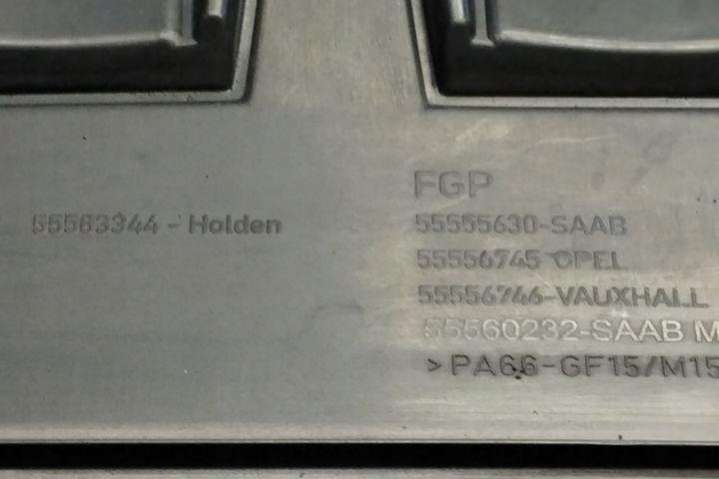 55563344 - Holden
FGP
55555630-SAAB
55556745 OPEL
55556746-VAUXHALL
55560232-SAAB M
>PA66-GF15/M15